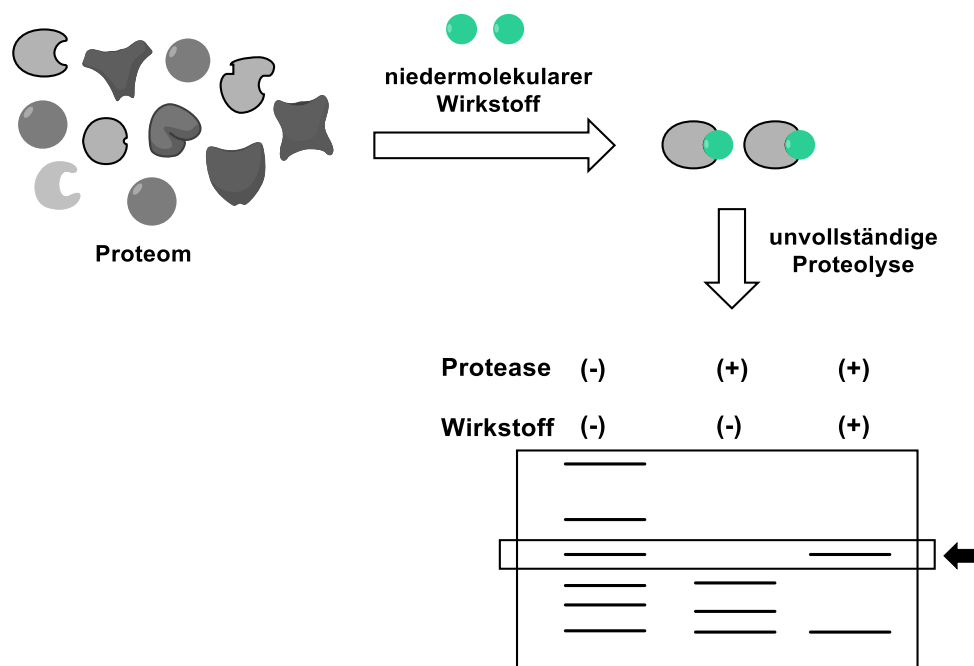 niedermolekularer
Wirkstoff
Proteom
unvollständige
Proteolyse
Protease (-) (+) (+)
Wirkstoff (-) (-) (+)